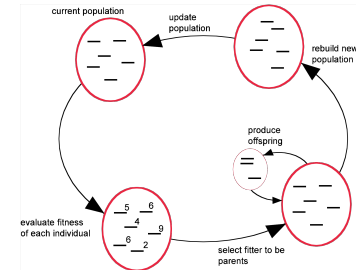 current population
update
population
rebuild new
population
produce
offspring
evaluate fitness
of each individual
5
6
4
9
6
2
select fitter to be
parents